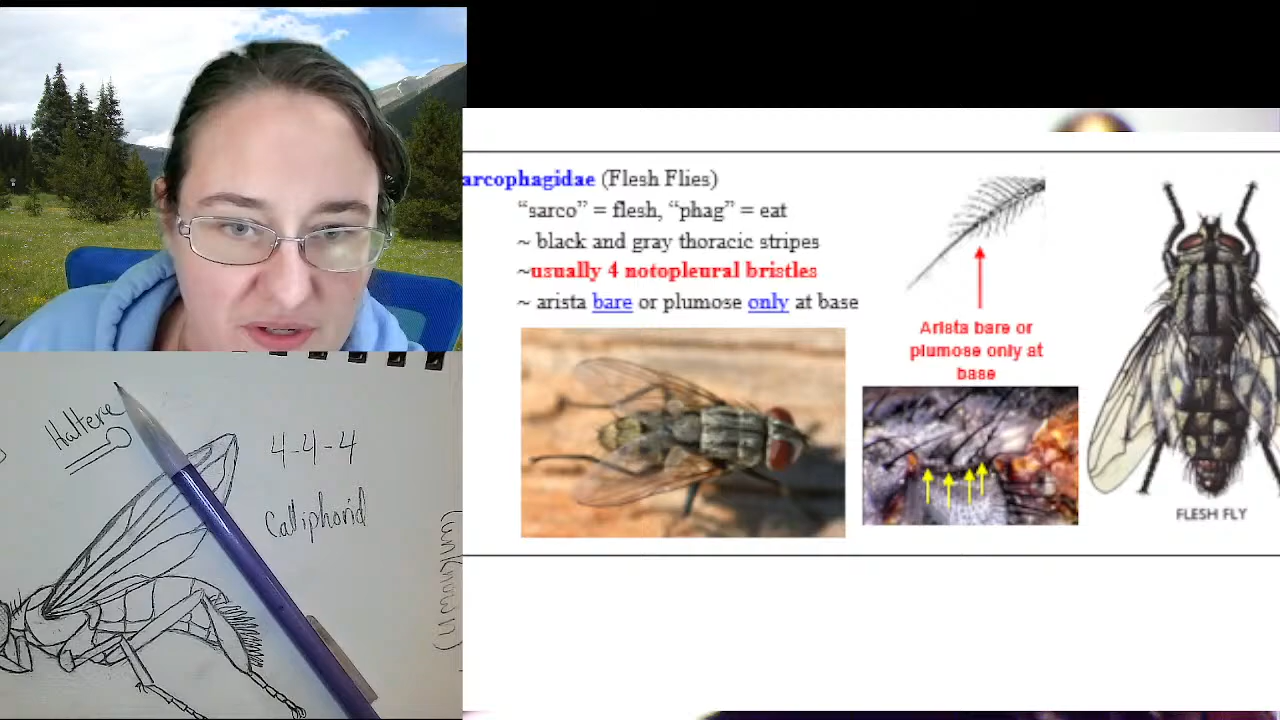 arcophagidae (Flesh Flies)
“sarco” = flesh, “phag” = eat
~ black and gray thoracic stripes
~usually 4 notopleural bristles
~ arista bare or plumose only at base
Arista bare or
plumose only at
base
FLESH FLY
Haltere
4-4-4
Calliphorid
(unknown)